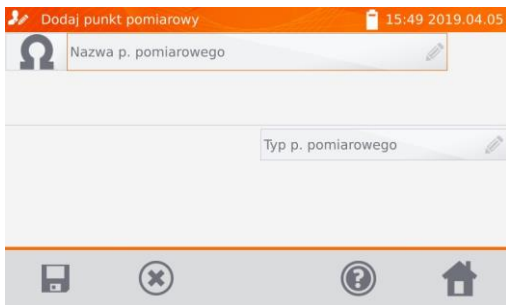 Dodaj punkt pomiarowy 15:49 2019.04.05
Ω Nazwa p. pomiarowego
Typ p. pomiarowego